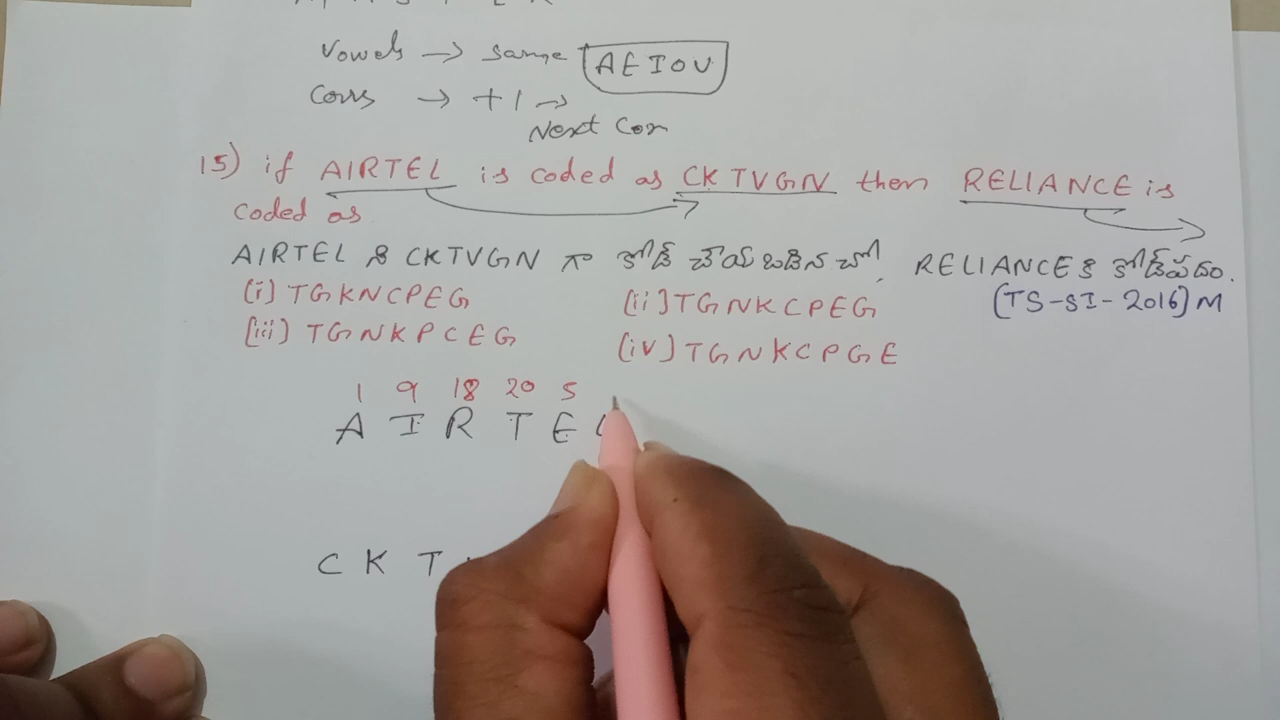 Vowels → same AEIOU
Cons → +1 →
Next Con
15) if AIRTEL is coded as CKTVGN then RELIANCE is
coded as
AIRTEL ని CKTVGN గా కోడ్ చేయబడిన చో, RELIANCE కి కోడ్ పదం.
(i) TGKNCPEG (ii) TGNKCPEG (TS-SI-2016) M
(iii) TGNKPCEG (iv) TGNKCPGE
1 9 18 20 5
A I R T E L
C K T